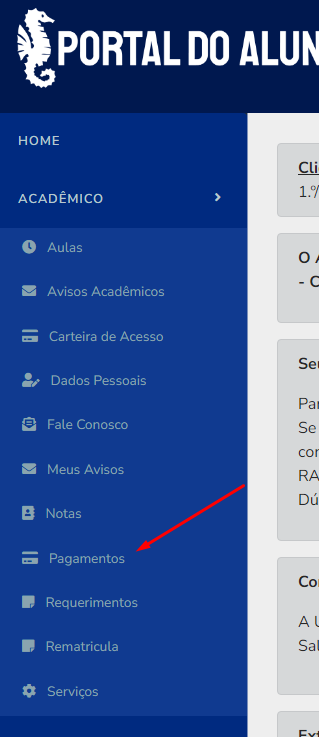 PORTAL DO ALUN
HOME
ACADÊMICO
Aulas
Avisos Acadêmicos
Carteira de Acesso
Dados Pessoais
Fale Conosco
Meus Avisos
Notas
Pagamentos
Requerimentos
Rematricula
Serviços
Cli
1.º/
O A
- C
Seu
Par
Se
con
RA
Dú
Con
A U
Sal
Ext